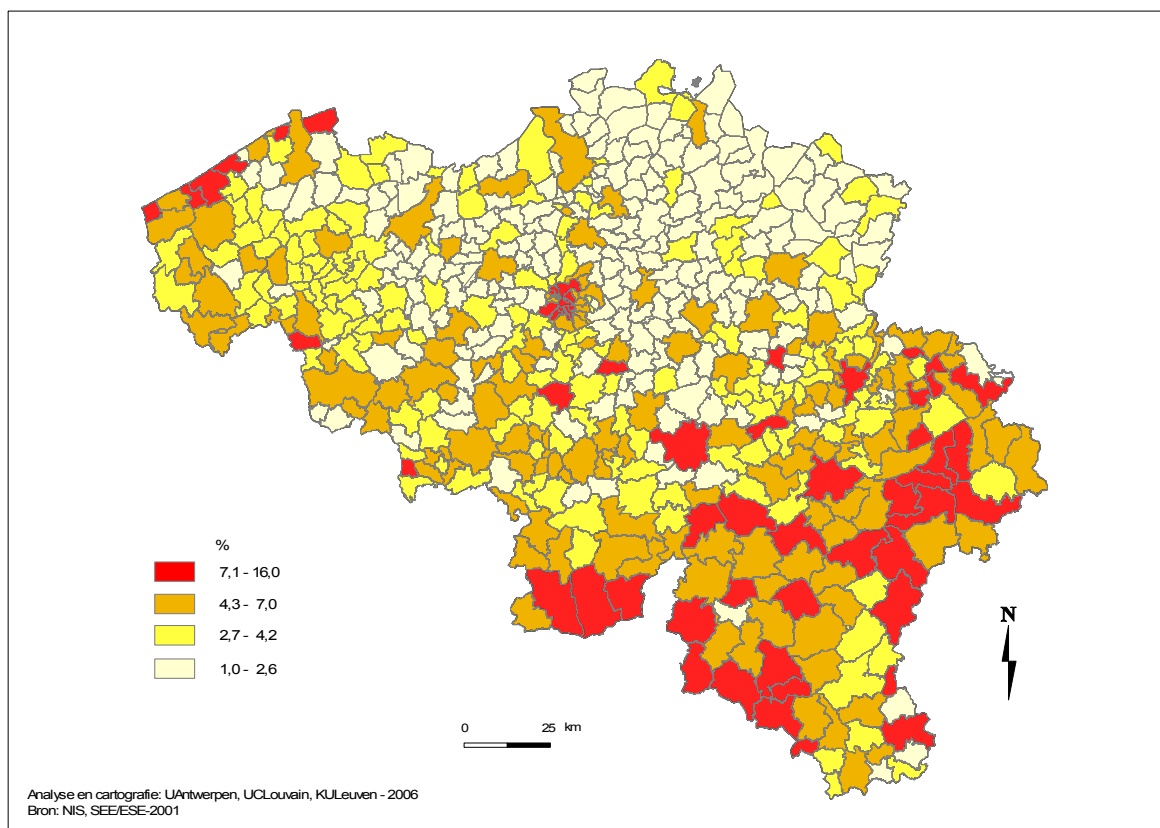 %
7,1 - 16,0
4,3 - 7,0
2,7 - 4,2
1,0 - 2,6
N
0 25 km
Analyse en cartografie: UAntwerpen, UCLouvain, KULeuven - 2006
Bron: NIS, SEE/ESE-2001